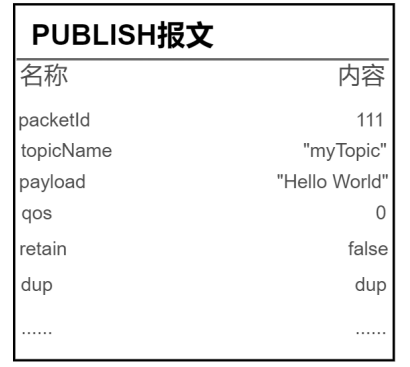 PUBLISH报文
名称 内容
packetId 111
topicName "myTopic"
payload "Hello World"
qos 0
retain false
dup dup
...... ......